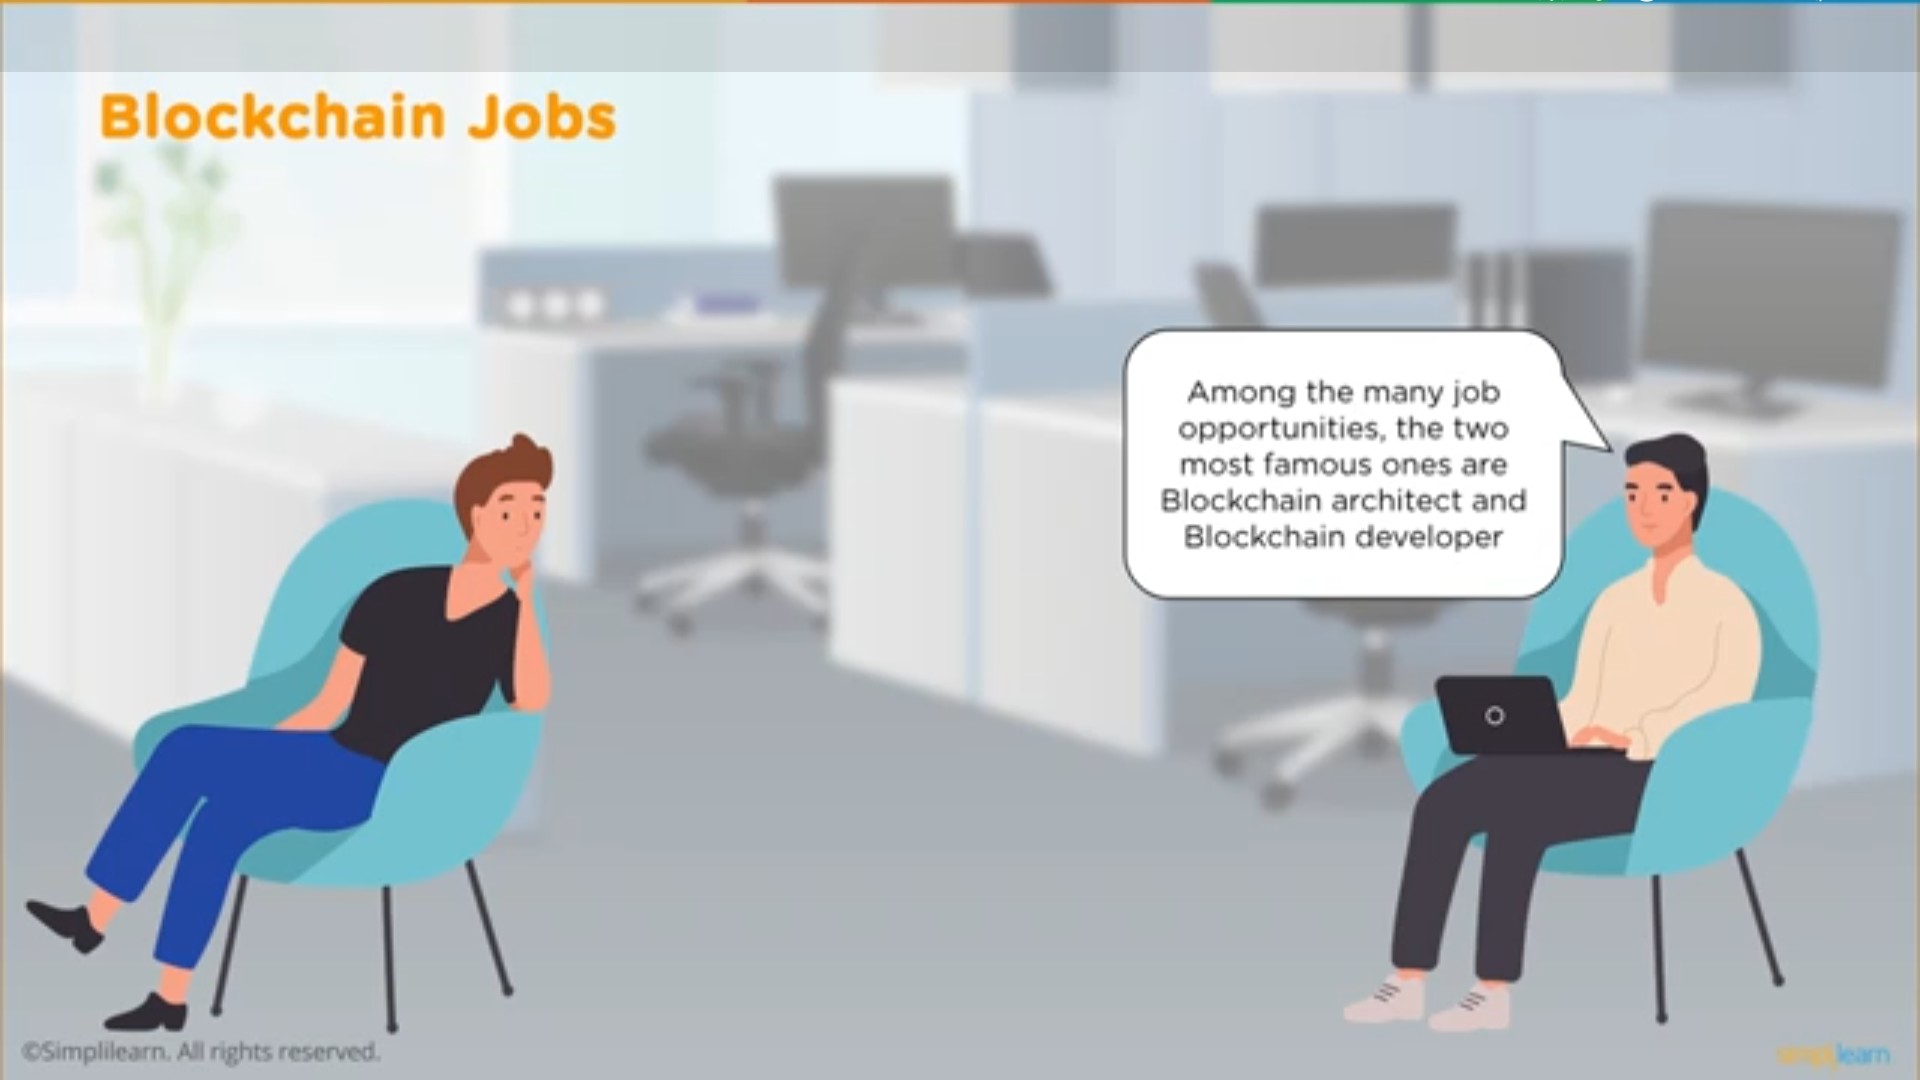 Blockchain Jobs
Among the many job
opportunities, the two
most famous ones are
Blockchain architect and
Blockchain developer
©Simplilearn. All rights reserved.
simplilearn